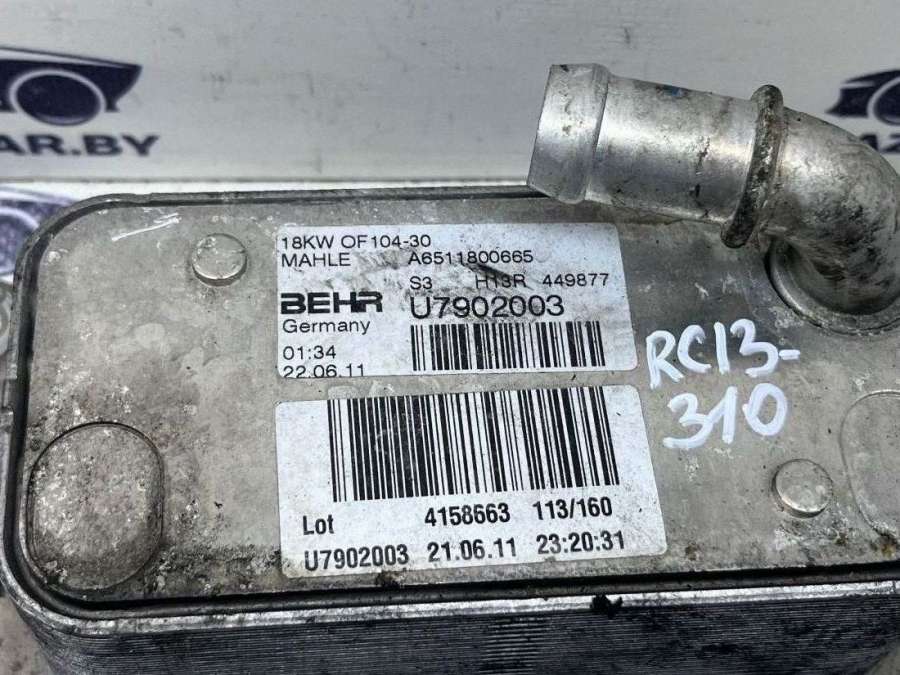 AR.BY
18KW OF104-30
MAHLE A6511800665
S3 H13R 449877
BEHR U7902003
Germany
01:34
22.06.11
RC13-
310
Lot 4158663 113/160
U7902003 21.06.11 23:20:31